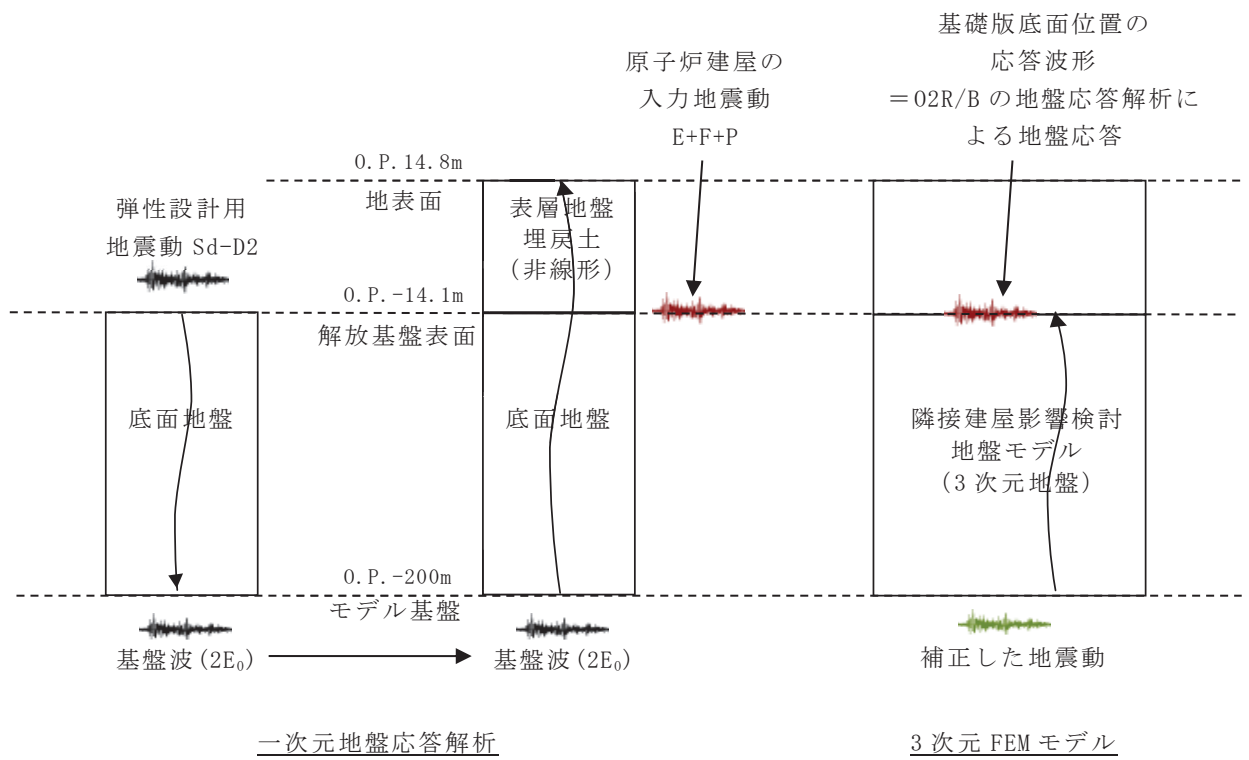 基礎版底面位置の
応答波形
＝O2R/B の地盤応答解析に
よる地盤応答
原子炉建屋の
入力地震動
E+F+P
O.P.14.8m
地表面
弾性設計用
地震動 Sd-D2
表層地盤
埋戻土
(非線形)
O.P.-14.1m
解放基盤表面
底面地盤
底面地盤
隣接建屋影響検討
地盤モデル
(3 次元地盤)
O.P.-200m
モデル基盤
基盤波(2E₀)
基盤波(2E₀)
補正した地震動
一次元地盤応答解析
3 次元 FEM モデル